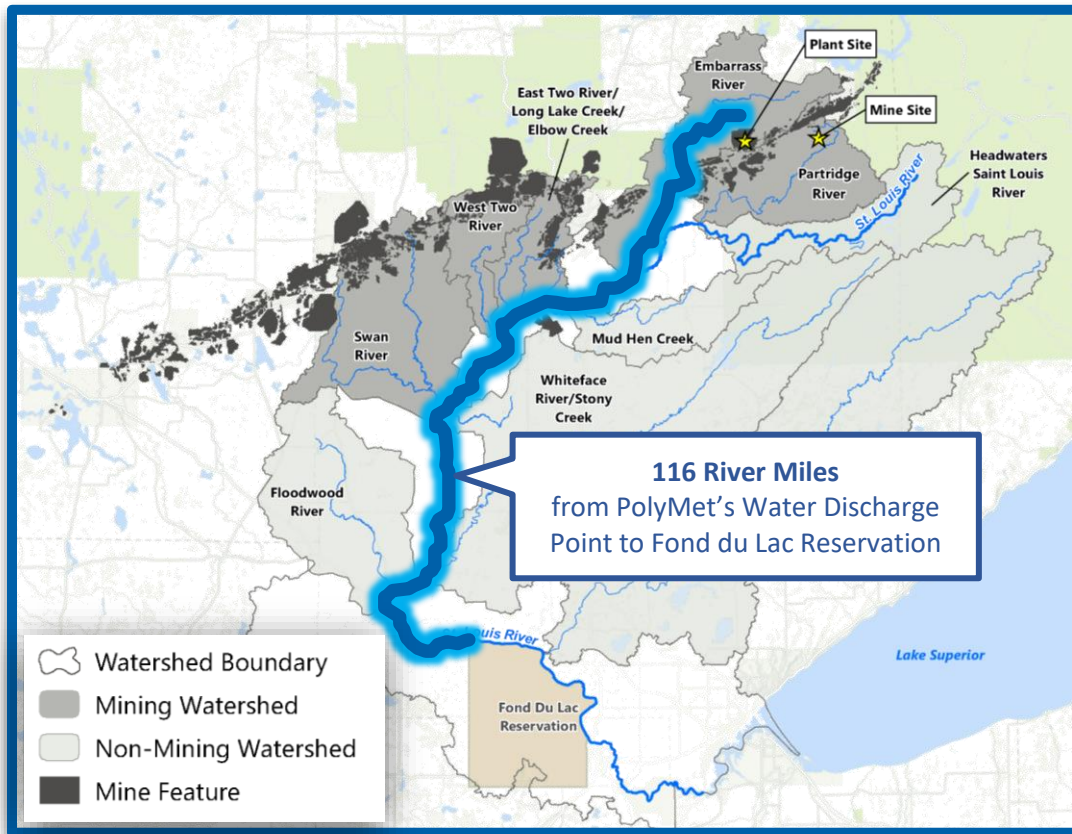 Plant Site
Embarrass
River
Mine Site
East Two River/
Long Lake Creek/
Elbow Creek
Headwaters
Saint Louis
River
Partridge
River
St. Louis River
West Two
River
Swan
River
Mud Hen Creek
Whiteface
River/Stony
Creek
116 River Miles
from PolyMet's Water Discharge
Point to Fond du Lac Reservation
Floodwood
River
uis River
Lake Superior
Fond Du Lac
Reservation
Watershed Boundary
Mining Watershed
Non-Mining Watershed
Mine Feature